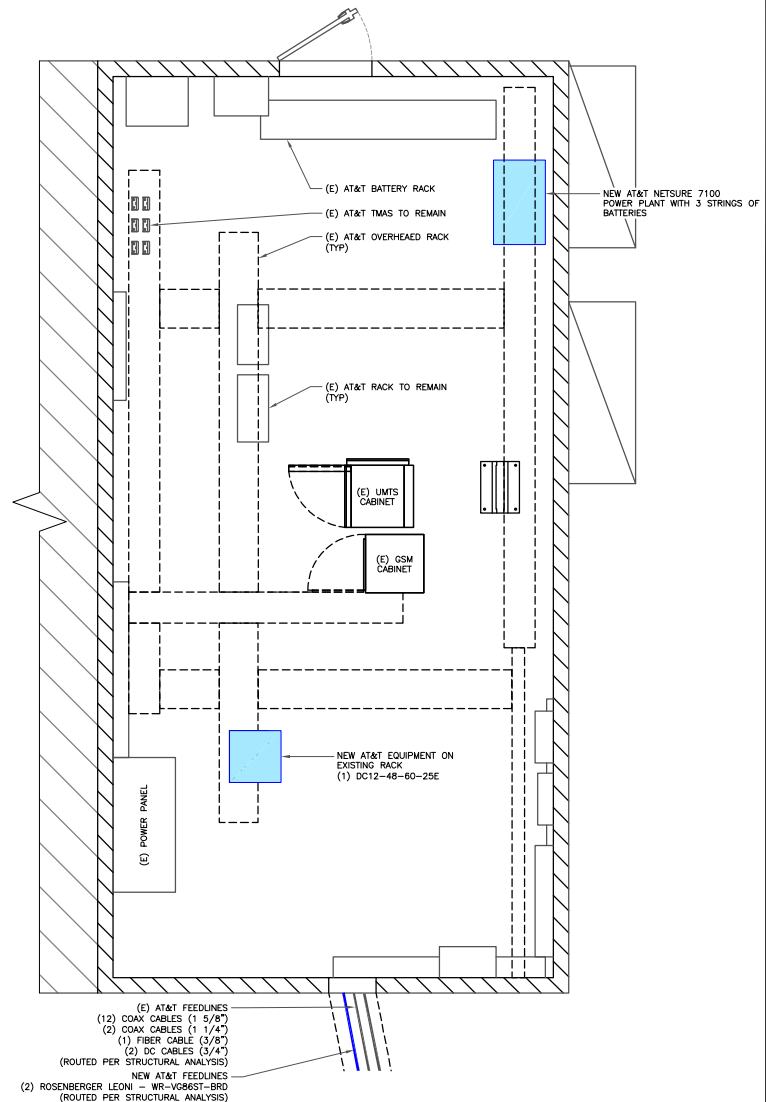 (E) AT&T BATTERY RACK
(E) AT&T TMAS TO REMAIN
(E) AT&T OVERHEAED RACK
(TYP)
NEW AT&T NETSURE 7100
POWER PLANT WITH 3 STRINGS OF
BATTERIES
(E) AT&T RACK TO REMAIN
(TYP)
(E) UMTS
CABINET
(E) GSM
CABINET
NEW AT&T EQUIPMENT ON
EXISTING RACK
(1) DC12-48-60-25E
(E) POWER PANEL
(E) AT&T FEEDLINES
(12) COAX CABLES (1 5/8")
(2) COAX CABLES (1 1/4")
(1) FIBER CABLE (3/8")
(2) DC CABLES (3/4")
(ROUTED PER STRUCTURAL ANALYSIS)
NEW AT&T FEEDLINES
(2) ROSENBERGER LEONI - WR-VG86ST-BRD
(ROUTED PER STRUCTURAL ANALYSIS)